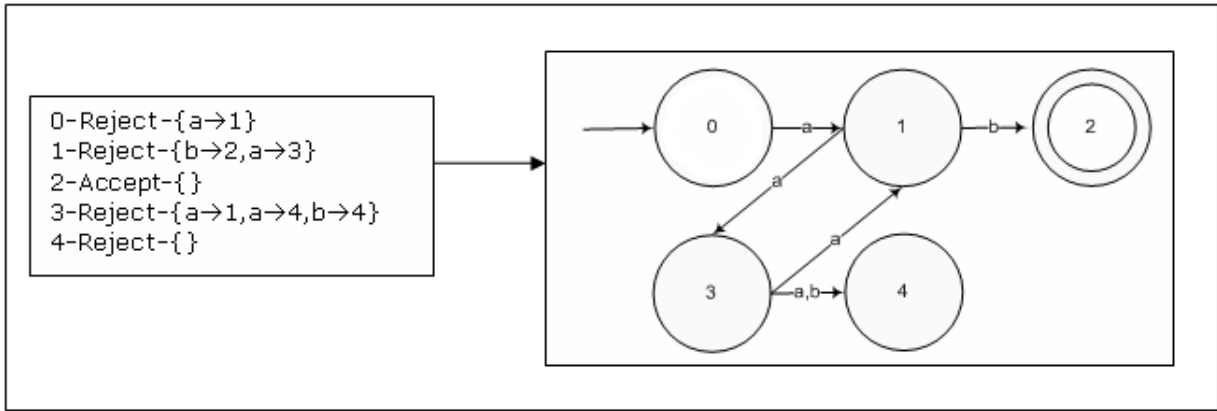 0-Reject-{a→1}
1-Reject-{b→2,a→3}
2-Accept-{}
3-Reject-{a→1,a→4,b→4}
4-Reject-{}
0
a
1
b
2
a
a
3
a,b
4